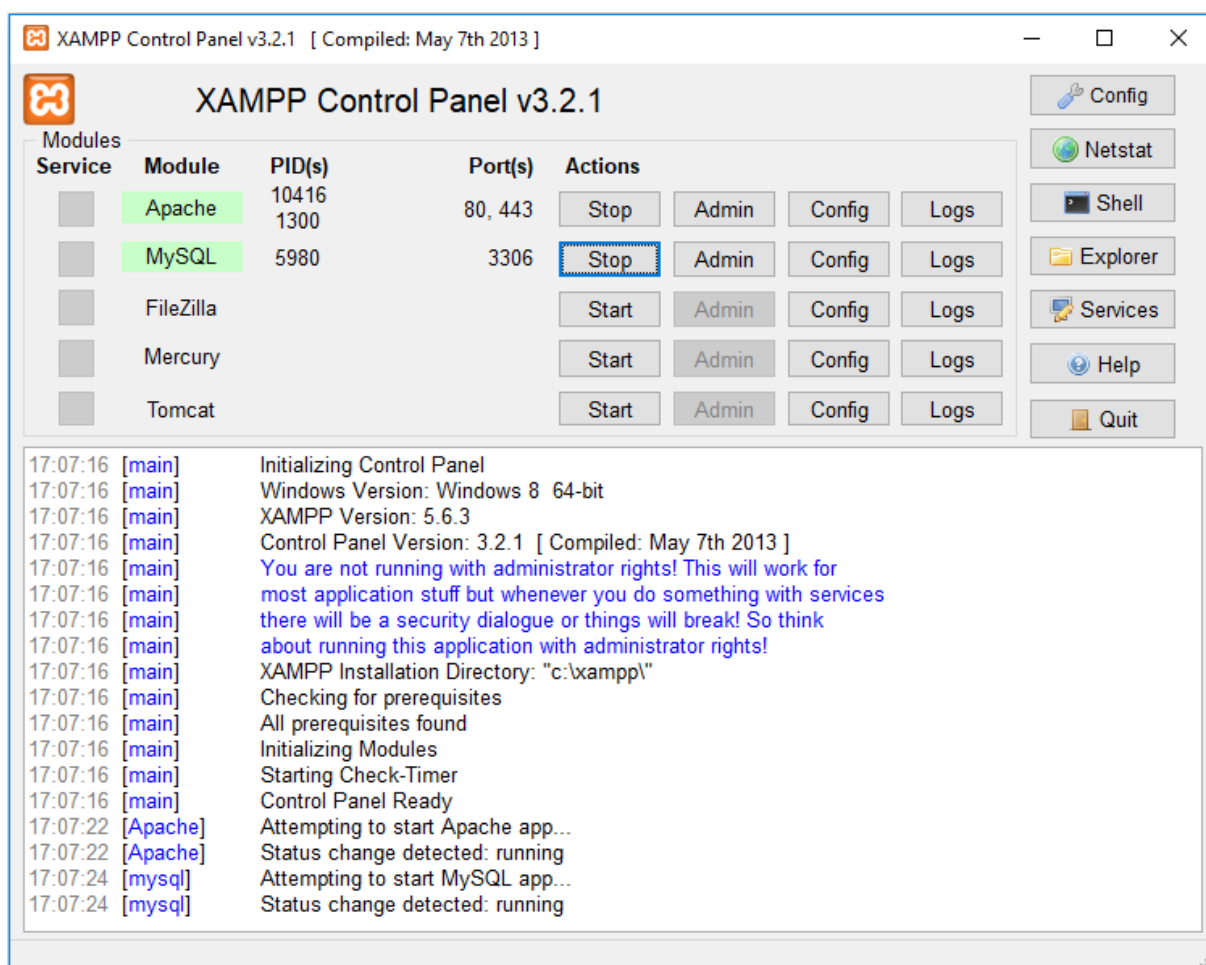 XAMPP Control Panel v3.2.1 [ Compiled: May 7th 2013 ]
XAMPP Control Panel v3.2.1
Config
Netstat
Shell
Explorer
Services
Help
Quit
Modules
Service Module PID(s) Port(s) Actions
Apache 10416 1300 80, 443 Stop Admin Config Logs
MySQL 5980 3306 Stop Admin Config Logs
FileZilla Start Admin Config Logs
Mercury Start Admin Config Logs
Tomcat Start Admin Config Logs
17:07:16 [main] Initializing Control Panel
17:07:16 [main] Windows Version: Windows 8 64-bit
17:07:16 [main] XAMPP Version: 5.6.3
17:07:16 [main] Control Panel Version: 3.2.1 [ Compiled: May 7th 2013 ]
17:07:16 [main] You are not running with administrator rights! This will work for
17:07:16 [main] most application stuff but whenever you do something with services
17:07:16 [main] there will be a security dialogue or things will break! So think
17:07:16 [main] about running this application with administrator rights!
17:07:16 [main] XAMPP Installation Directory: "c:\xampp\"
17:07:16 [main] Checking for prerequisites
17:07:16 [main] All prerequisites found
17:07:16 [main] Initializing Modules
17:07:16 [main] Starting Check-Timer
17:07:16 [main] Control Panel Ready
17:07:22 [Apache] Attempting to start Apache app...
17:07:22 [Apache] Status change detected: running
17:07:24 [mysql] Attempting to start MySQL app...
17:07:24 [mysql] Status change detected: running